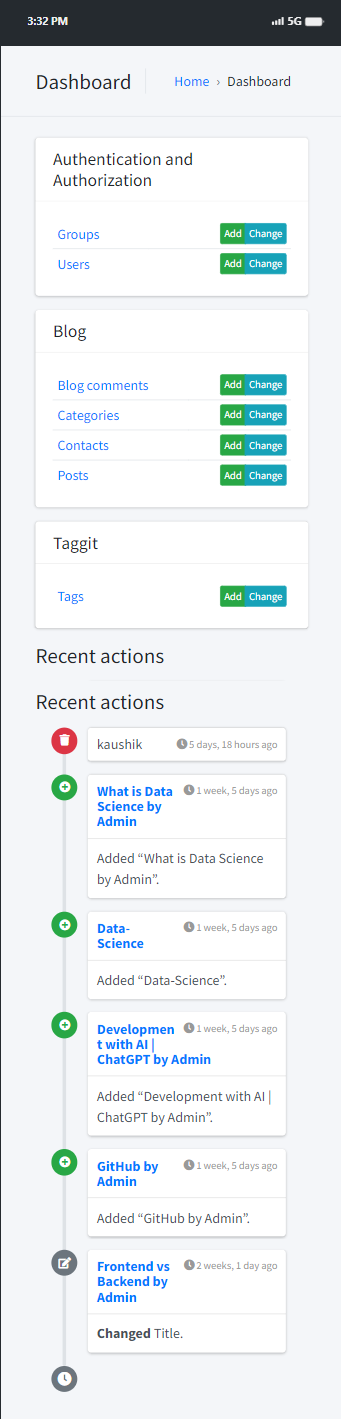 3:32 PM 5G
Dashboard
Home › Dashboard
Authentication and
Authorization
Groups Add Change
Users Add Change
Blog
Blog comments Add Change
Categories Add Change
Contacts Add Change
Posts Add Change
Taggit
Tags Add Change
Recent actions
Recent actions
kaushik 5 days, 18 hours ago
What is Data 1 week, 5 days ago
Science by
Admin
Added “What is Data Science
by Admin”.
Data- 1 week, 5 days ago
Science
Added “Data-Science”.
Developmen 1 week, 5 days ago
t with AI |
ChatGPT by Admin
Added “Development with AI |
ChatGPT by Admin”.
GitHub by 1 week, 5 days ago
Admin
Added “GitHub by Admin”.
Frontend vs 2 weeks, 1 day ago
Backend by
Admin
Changed Title.